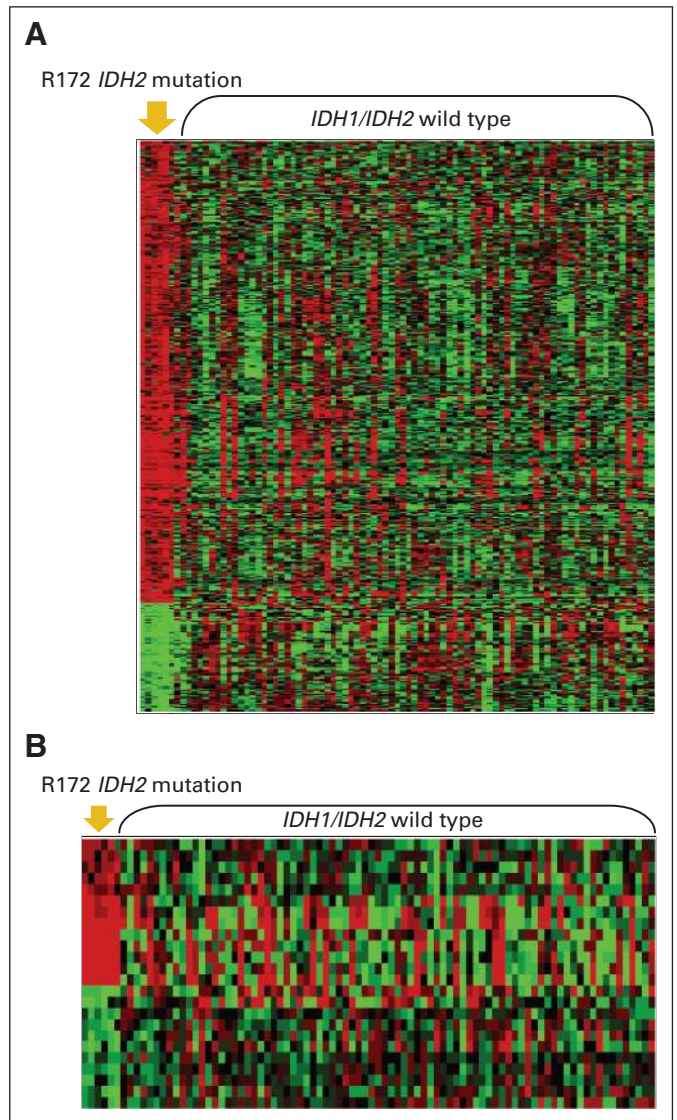 A
R172 IDH2 mutation
IDH1/IDH2 wild type
B
R172 IDH2 mutation
IDH1/IDH2 wild type